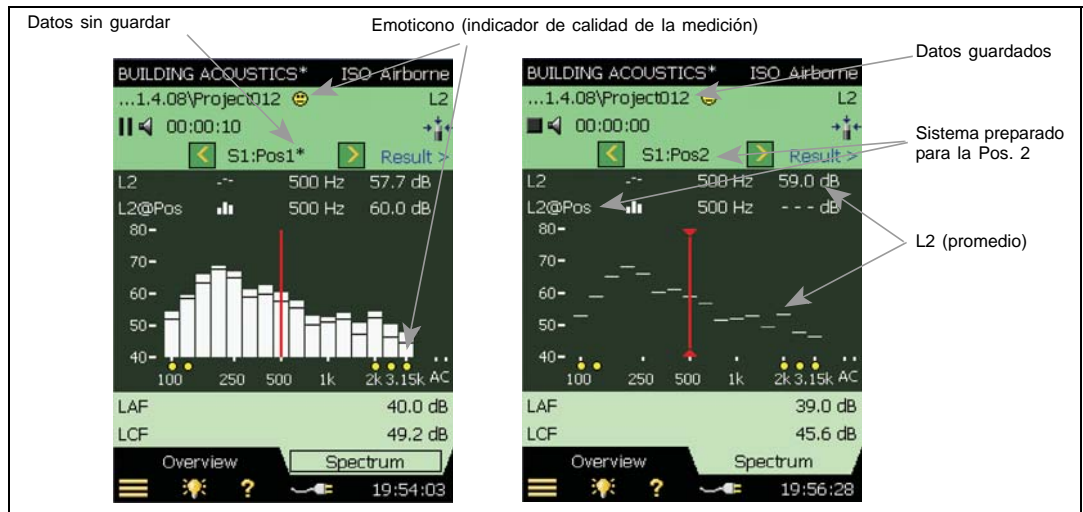 Datos sin guardar
Emoticono (indicador de calidad de la medición)
Datos guardados
Sistema preparado
para la Pos. 2
L2 (promedio)
BUILDING ACOUSTICS* ISO Airborne
...1.4.08\Project012 L2
00:00:10
< S1:Pos1* > Result >
L2 500 Hz 57.7 dB
L2@Pos 500 Hz 60.0 dB
80-
70-
60-
50-
40-
100 250 500 1k 2k 3.15k AC
LAF 40.0 dB
LCF 49.2 dB
Overview Spectrum
? 19:54:03
BUILDING ACOUSTICS* ISO Airborne
...1.4.08\Project012 L2
00:00:00
< S1:Pos2 > Result >
L2 500 Hz 59.0 dB
L2@Pos 500 Hz - - - dB
80-
70-
60-
50-
40-
100 250 500 1k 2k 3.15k AC
LAF 39.0 dB
LCF 45.6 dB
Overview Spectrum
? 19:56:28